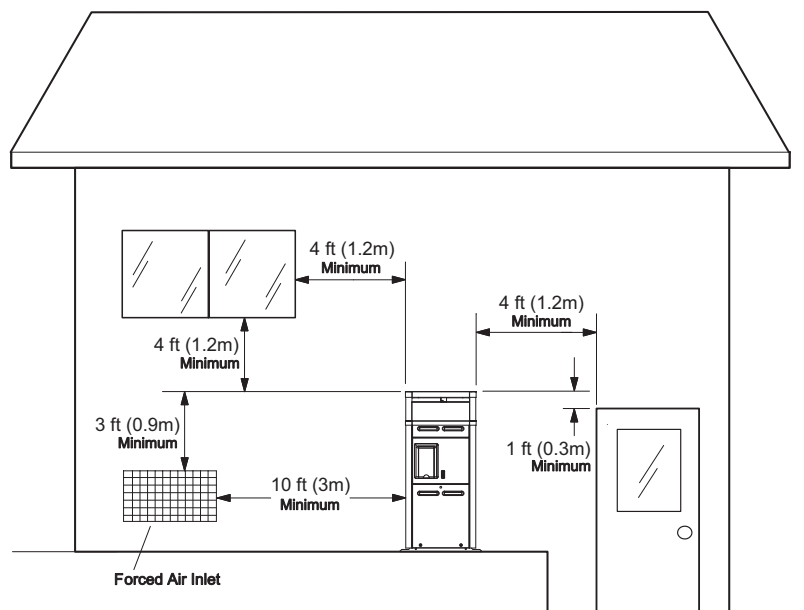 4 ft (1.2m)
Minimum
4 ft (1.2m)
Minimum
4 ft (1.2m)
Minimum
3 ft (0.9m)
Minimum
1 ft (0.3m)
Minimum
10 ft (3m)
Minimum
Forced Air Inlet